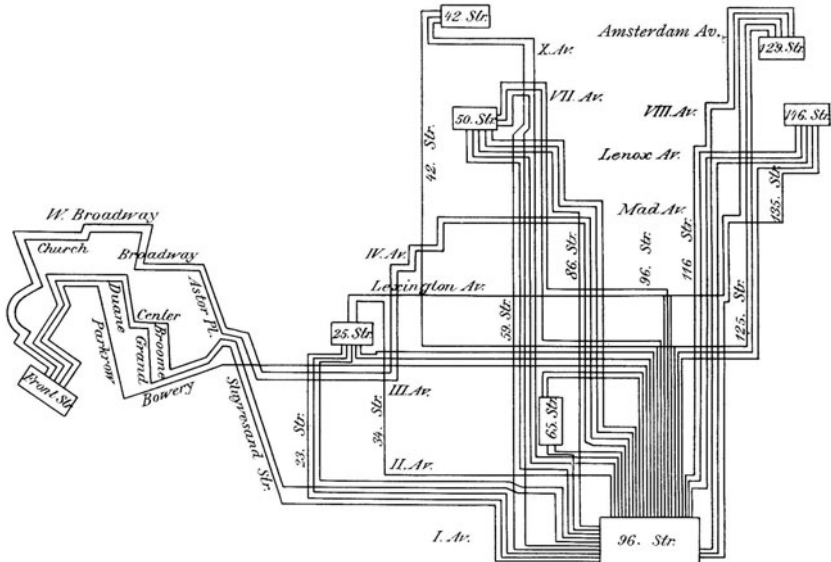 42 Str.
Amsterdam Av.
129. Str.
X. Av.
VII. Av.
50. Str.
VIII. Av.
146. Str.
42. Str.
Lenox Av.
Mad. Av.
135. Str.
W. Broadway
Church
Broadway
IV. Av.
86. Str.
96. Str.
116 Str.
Lexington Av.
Astor Pl.
Duane
Center
125. Str.
25. Str.
59. Str.
Parkrow
Grand
Broome
Front Str.
Bowery
III. Av.
65. Str.
Stuyvesand Str.
23. Str.
34. Str.
II. Av.
I. Av.
96. Str.